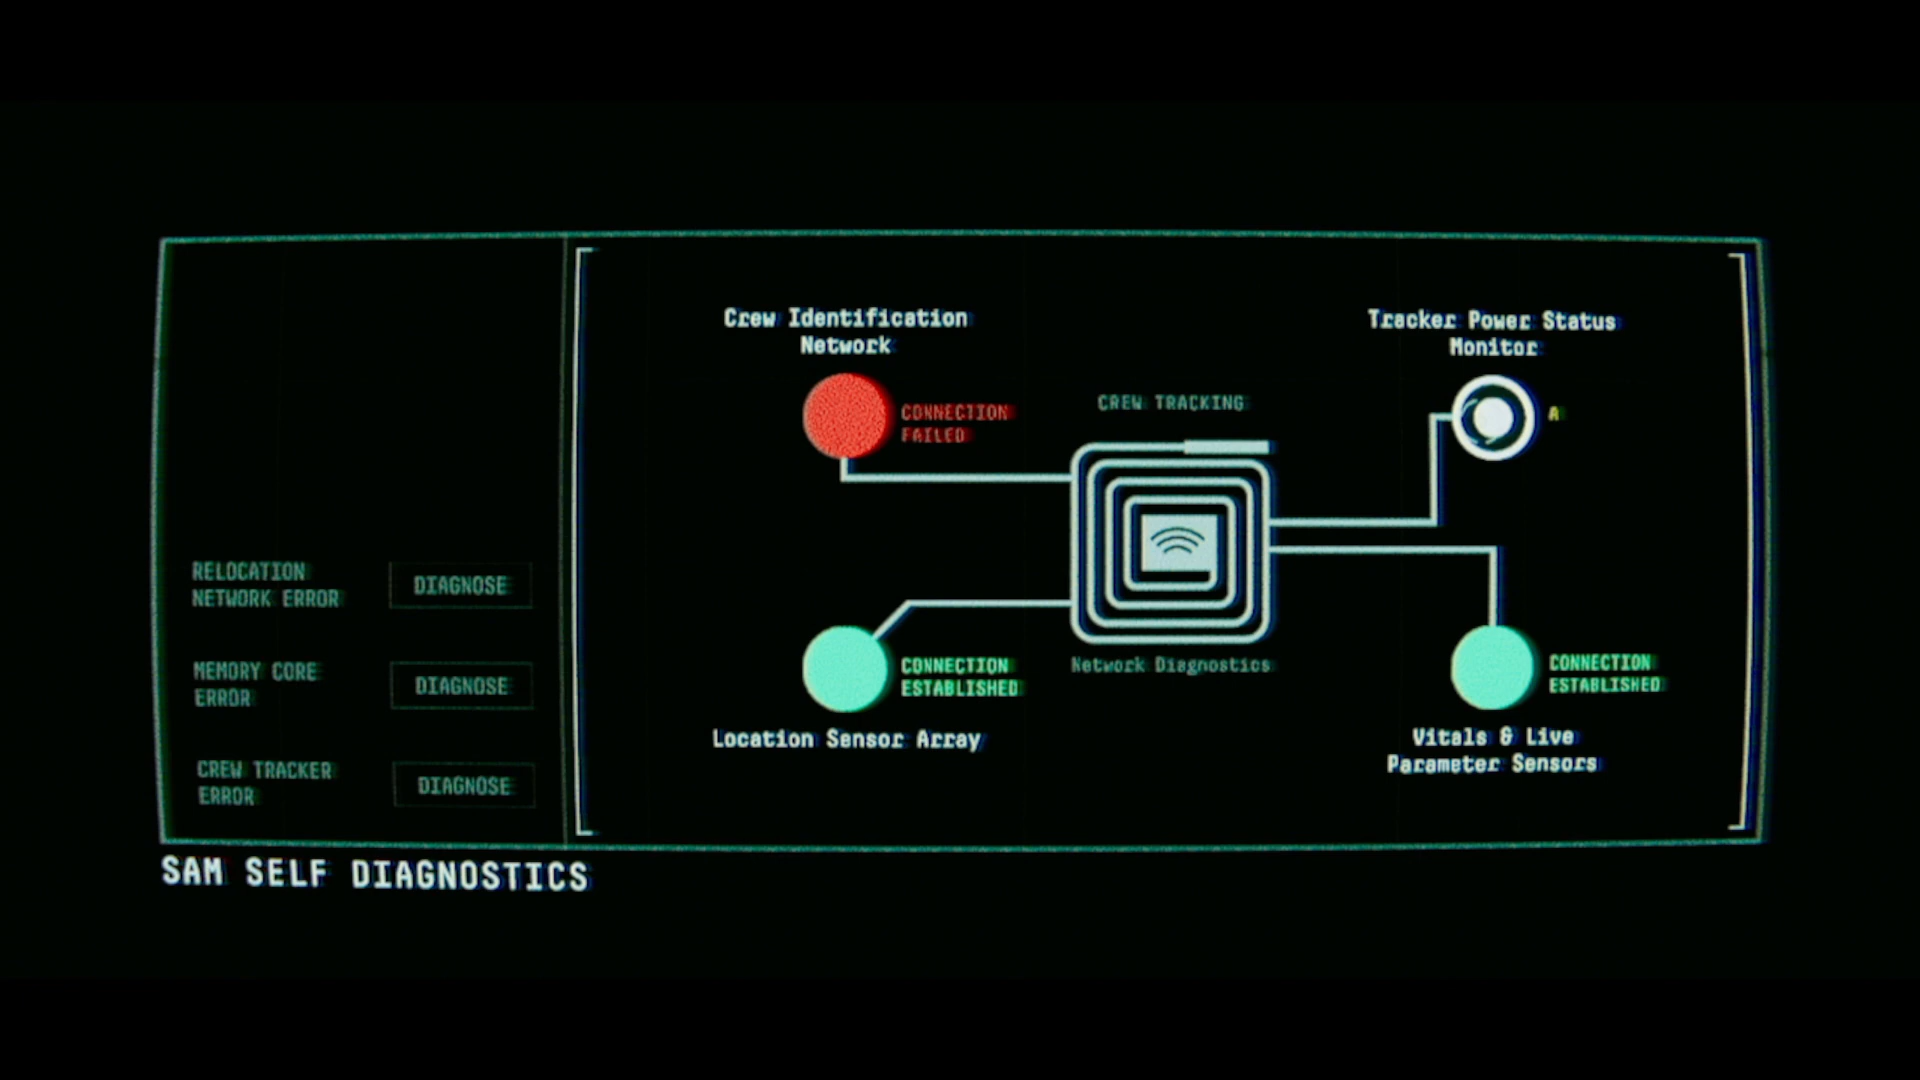 Crew Identification
Network
CONNECTION
FAILED
Tracker Power Status
Monitor
A
CREW TRACKING
Network Diagnostics
CONNECTION
ESTABLISHED
Location Sensor Array
CONNECTION
ESTABLISHED
Vitals & Live
Parameter Sensors
RELOCATION
NETWORK ERROR
DIAGNOSE
MEMORY CORE
ERROR
DIAGNOSE
CREW TRACKER
ERROR
DIAGNOSE
SAM SELF DIAGNOSTICS